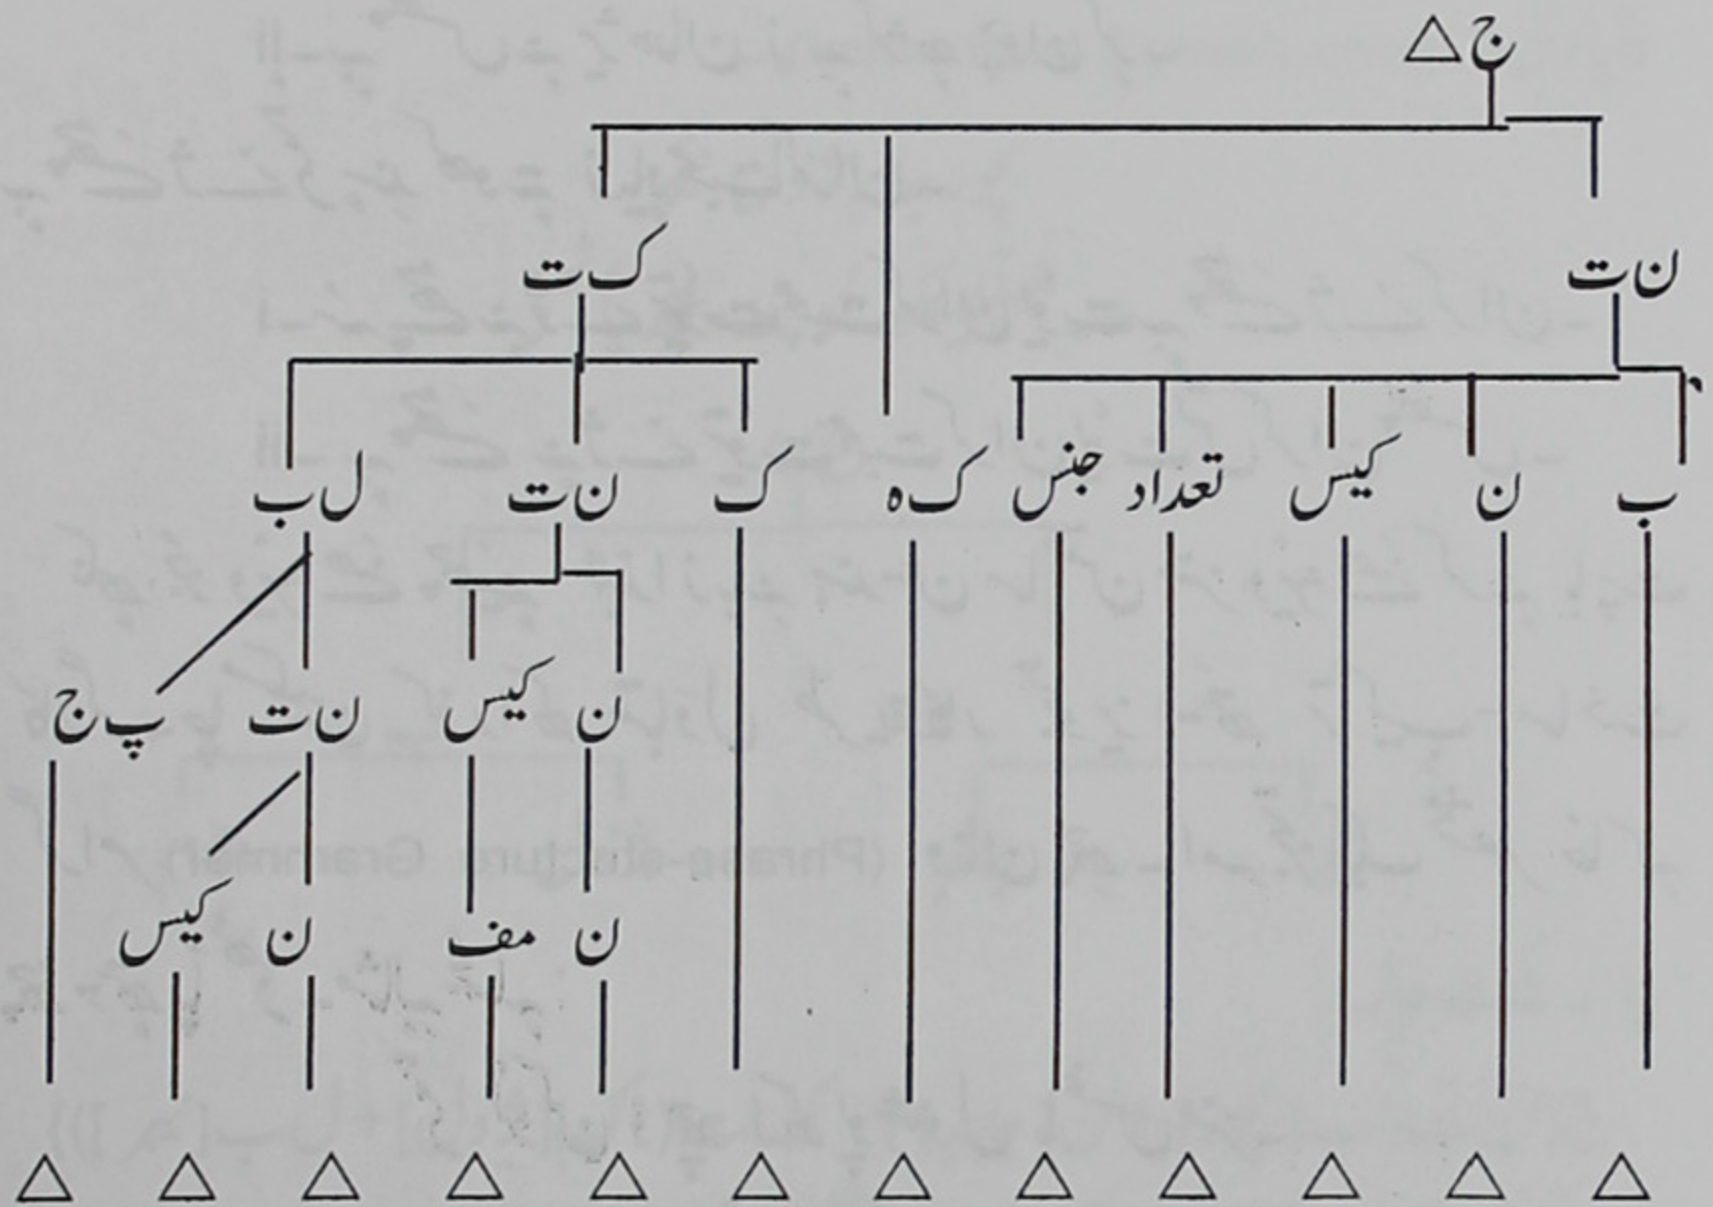 ج △
ن ت ک ت
ب ن کیس تعداد جنس ک ہ ک ن ت ل ب
ن کیس ن ت پ ج
ن مف ن کیس
△ △ △ △ △ △ △ △ △ △ △ △